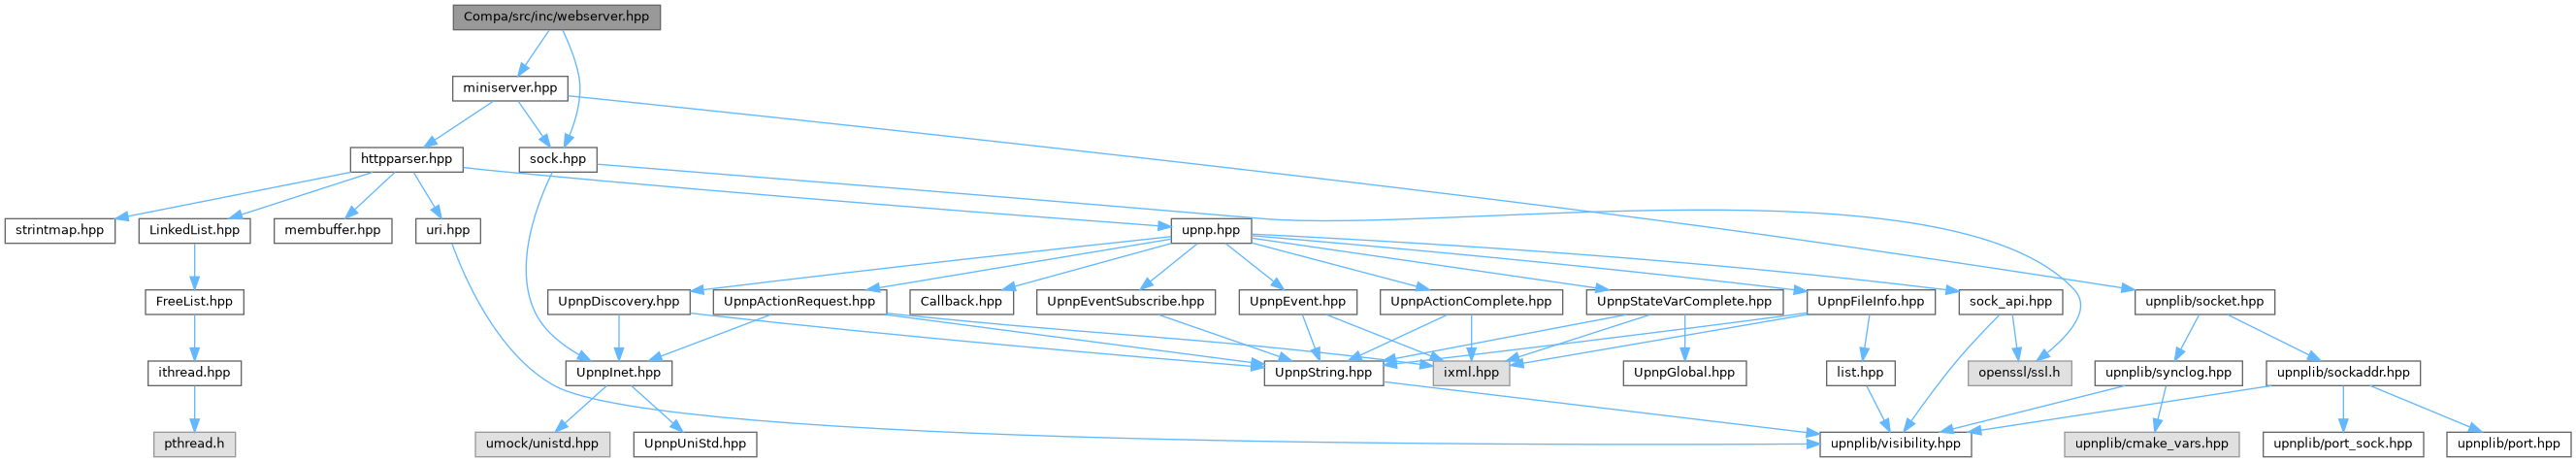 Compa/src/inc/webserver.hpp
miniserver.hpp
httpparser.hpp
sock.hpp
strintmap.hpp
LinkedList.hpp
membuffer.hpp
uri.hpp
upnp.hpp
FreeList.hpp
UpnpDiscovery.hpp
UpnpActionRequest.hpp
Callback.hpp
UpnpEventSubscribe.hpp
UpnpEvent.hpp
UpnpActionComplete.hpp
UpnpStateVarComplete.hpp
UpnpFileInfo.hpp
sock_api.hpp
upnplib/socket.hpp
ithread.hpp
UpnpInet.hpp
UpnpString.hpp
ixml.hpp
UpnpGlobal.hpp
list.hpp
openssl/ssl.h
upnplib/synclog.hpp
upnplib/sockaddr.hpp
pthread.h
umock/unistd.hpp
UpnpUniStd.hpp
upnplib/visibility.hpp
upnplib/cmake_vars.hpp
upnplib/port_sock.hpp
upnplib/port.hpp